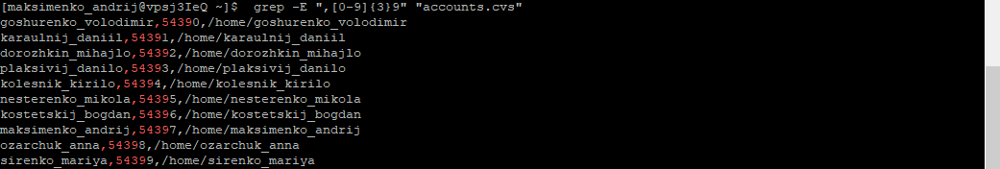 [maksimenko_andrij@vpsj3IeQ ~]$  grep -E ",[0-9]{3}9" "accounts.cvs"
goshurenko_volodimir,54390,/home/goshurenko_volodimir
karaulnij_daniil,54391,/home/karaulnij_daniil
dorozhkin_mihajlo,54392,/home/dorozhkin_mihajlo
plaksivij_danilo,54393,/home/plaksivij_danilo
kolesnik_kirilo,54394,/home/kolesnik_kirilo
nesterenko_mikola,54395,/home/nesterenko_mikola
kostetskij_bogdan,54396,/home/kostetskij_bogdan
maksimenko_andrij,54397,/home/maksimenko_andrij
ozarchuk_anna,54398,/home/ozarchuk_anna
sirenko_mariya,54399,/home/sirenko_mariya